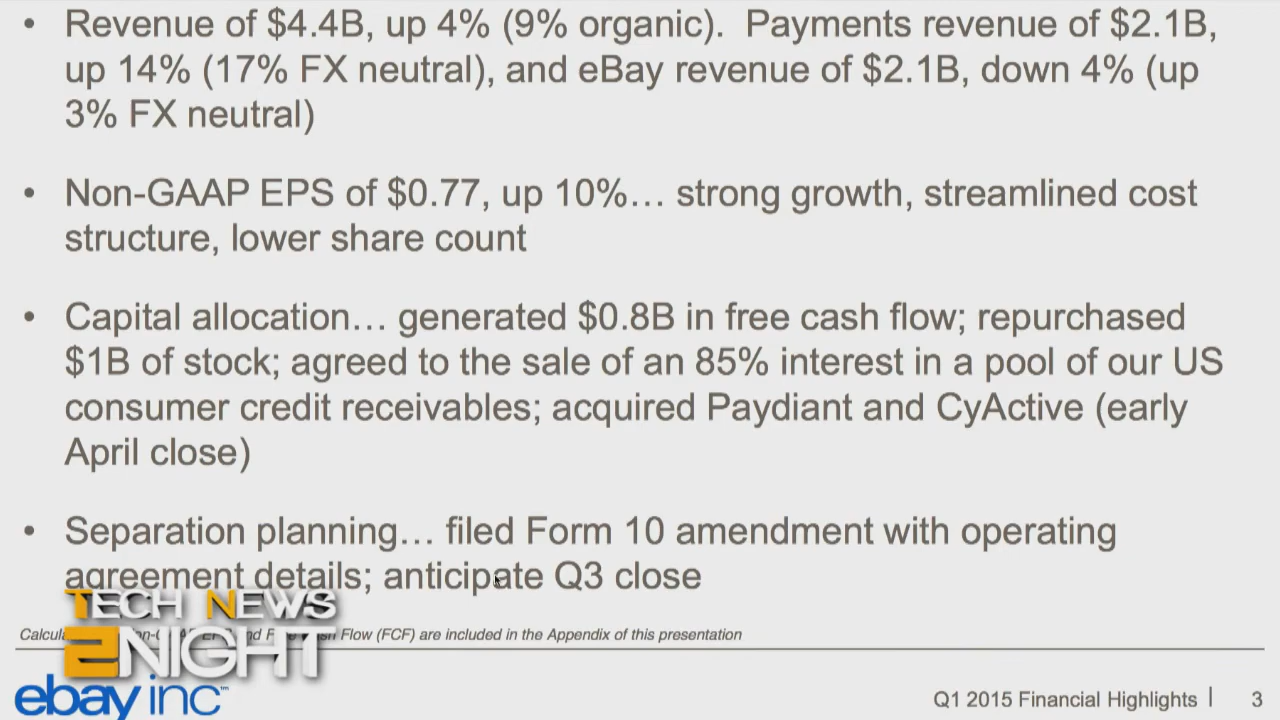 • Revenue of $4.4B, up 4% (9% organic).  Payments revenue of $2.1B,
up 14% (17% FX neutral), and eBay revenue of $2.1B, down 4% (up
3% FX neutral)
• Non-GAAP EPS of $0.77, up 10%… strong growth, streamlined cost
structure, lower share count
• Capital allocation… generated $0.8B in free cash flow; repurchased
$1B of stock; agreed to the sale of an 85% interest in a pool of our US
consumer credit receivables; acquired Paydiant and CyActive (early
April close)
• Separation planning… filed Form 10 amendment with operating
agreement details; anticipate Q3 close
TECH NEWS
2NIGHT
Flow (FCF) are included in the Appendix of this presentation
ebay inc™
Q1 2015 Financial Highlights | 3